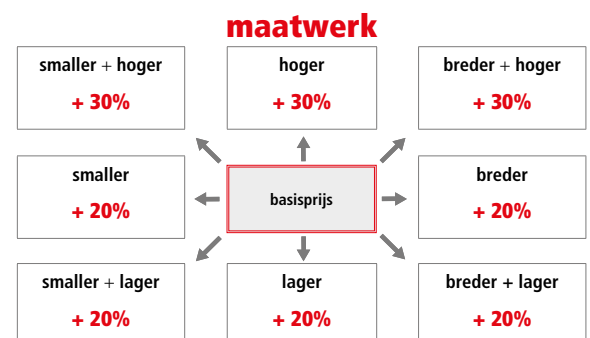 maatwerk
smaller + hoger
+ 30%
hoger
+ 30%
breder + hoger
+ 30%
smaller
+ 20%
basisprijs
breder
+ 20%
smaller + lager
+ 20%
lager
+ 20%
breder + lager
+ 20%